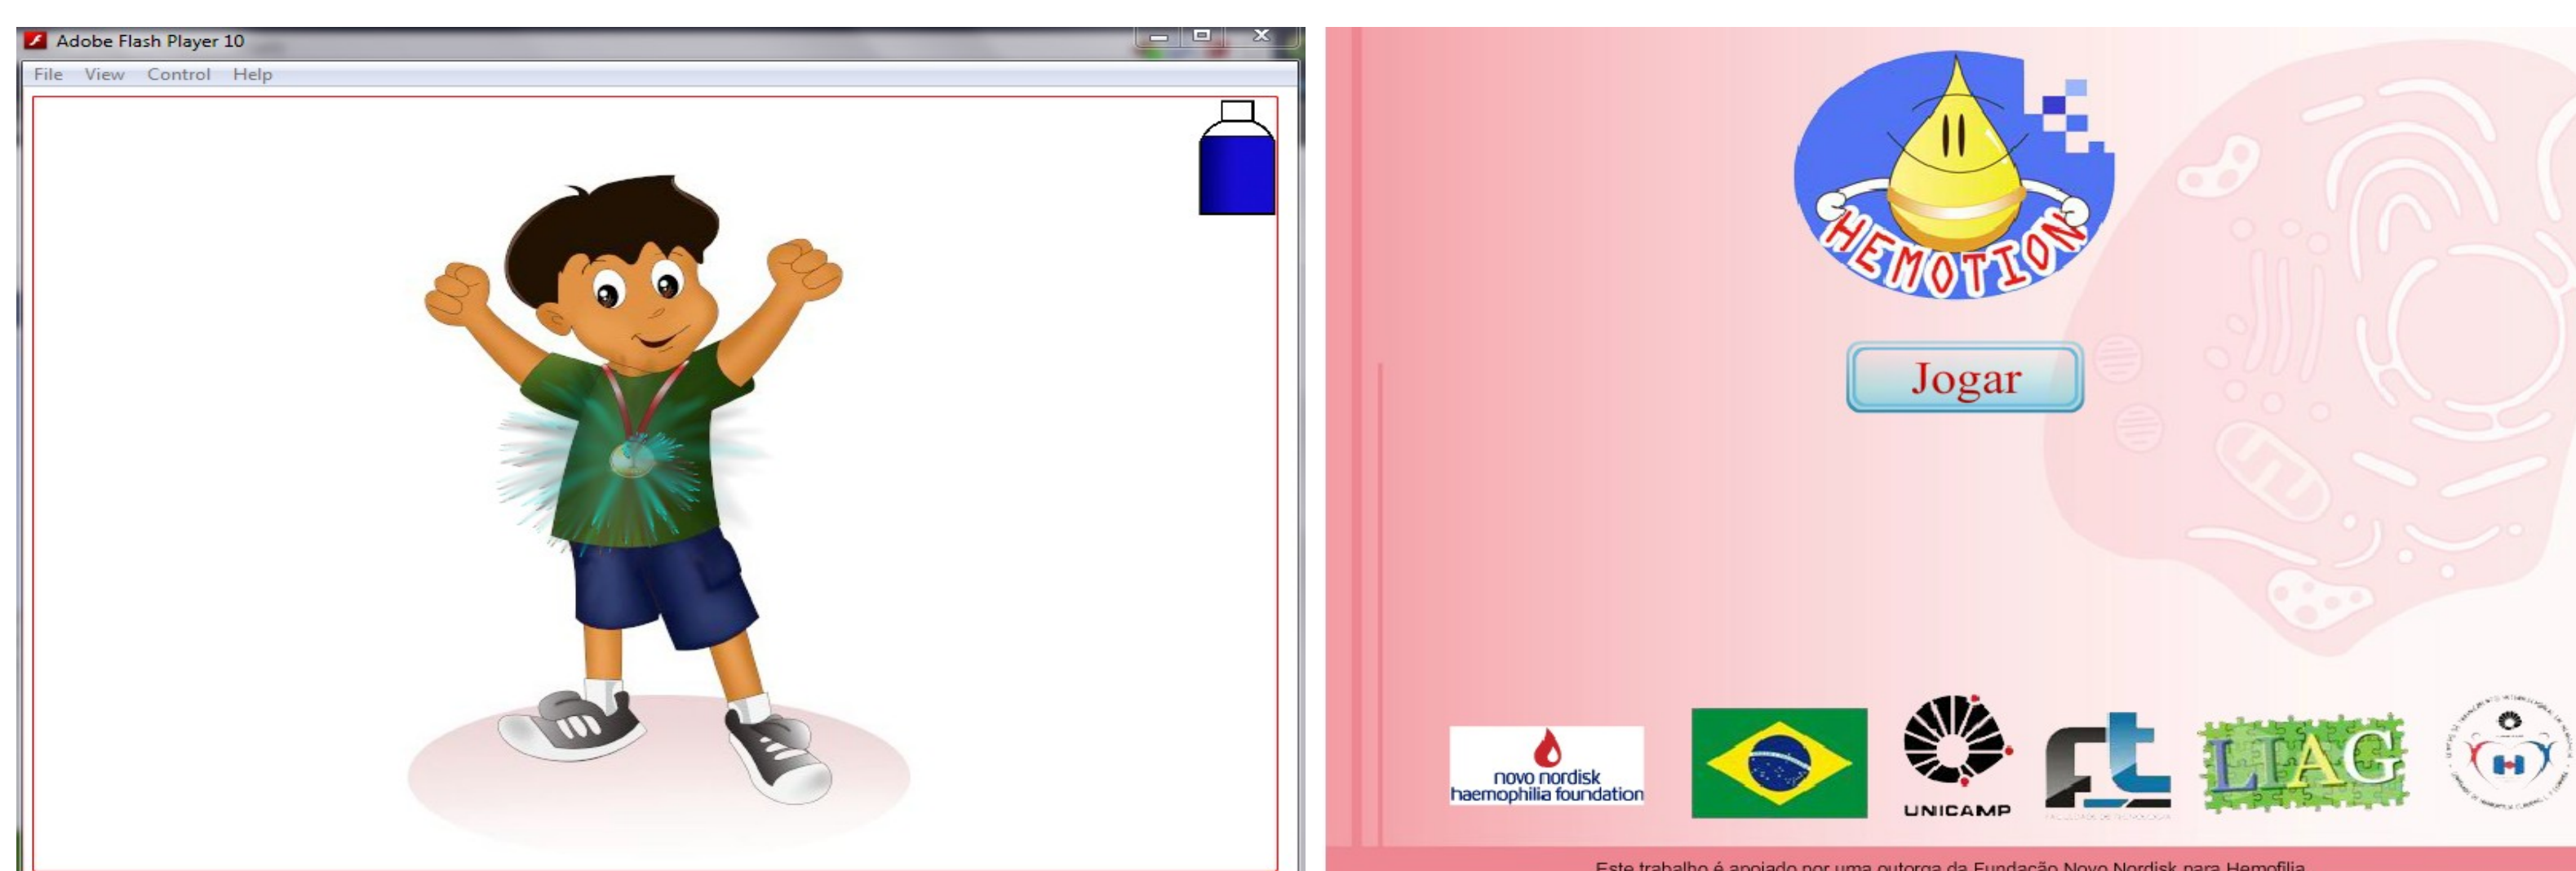 Adobe Flash Player 10
File View Control Help
HEMOTION
Jogar
novo nordisk
haemophilia foundation
UNICAMP
ft
LIAG
H
Este trabalho é apoiado por uma outorga da Fundação Novo Nordisk para Hemofilia